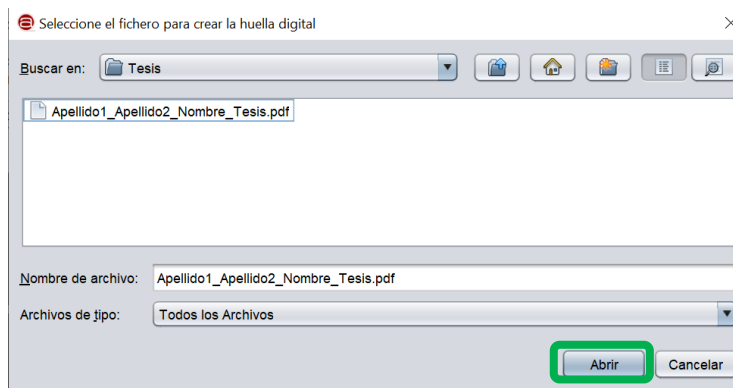 Seleccione el fichero para crear la huella digital
Buscar en: Tesis
Apellido1_Apellido2_Nombre_Tesis.pdf
Nombre de archivo: Apellido1_Apellido2_Nombre_Tesis.pdf
Archivos de tipo: Todos los Archivos
Abrir Cancelar